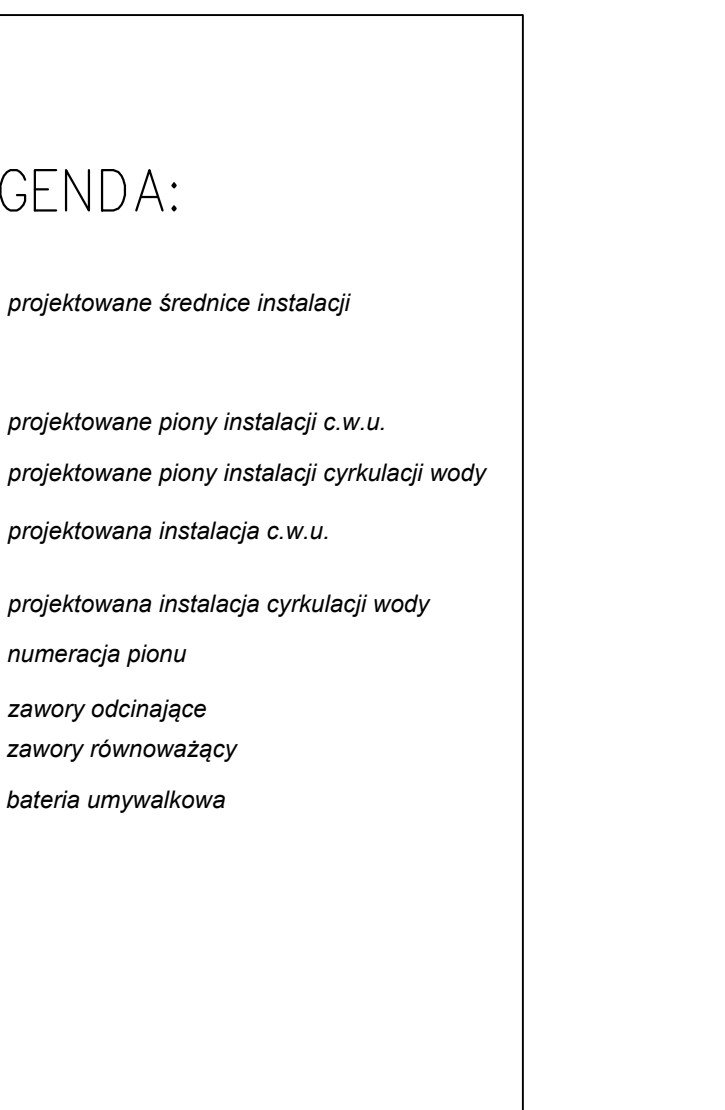 GENDA:
projektowane średnice instalacji
projektowane piony instalacji c.w.u.
projektowane piony instalacji cyrkulacji wody
projektowana instalacja c.w.u.
projektowana instalacja cyrkulacji wody
numeracja pionu
zawory odcinające
zawory równoważący
bateria umywalkowa